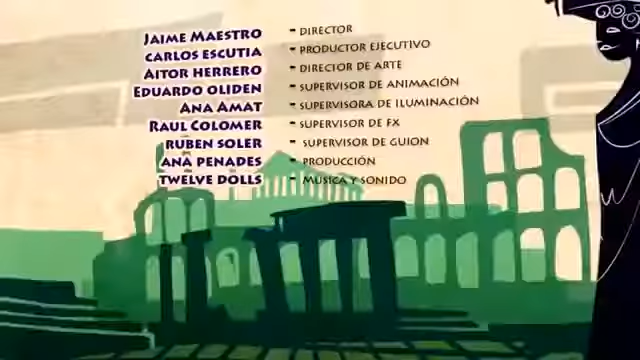 JAIME MAESTRO - DIRECTOR
CARLOS ESCUTIA - PRODUCTOR EJECUTIVO
AITOR HERRERO - DIRECTOR DE ARTE
EDUARDO OLIDEN - SUPERVISOR DE ANIMACIÓN
ANA AMAT - SUPERVISORA DE ILUMINACIÓN
RAUL COLOMER - SUPERVISOR DE FX
RUBEN SOLER - SUPERVISOR DE GUION
ANA PENADES - PRODUCCIÓN
TWELVE DOLLS - MÚSICA Y SONIDO